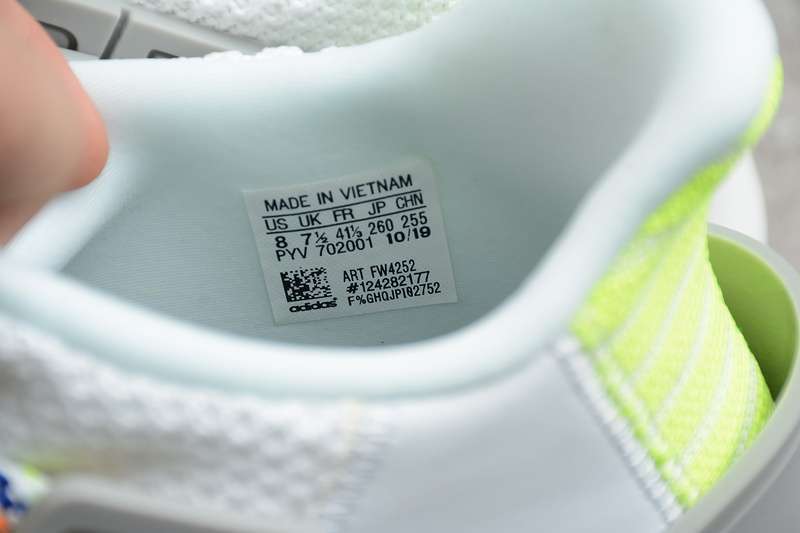 MADE IN VIETNAM
US UK FR JP CHN
8 7½ 41⅓ 260 255
PYV 702001 10/19
ART FW4252
#124282177
F%GHQJP102752
adidas